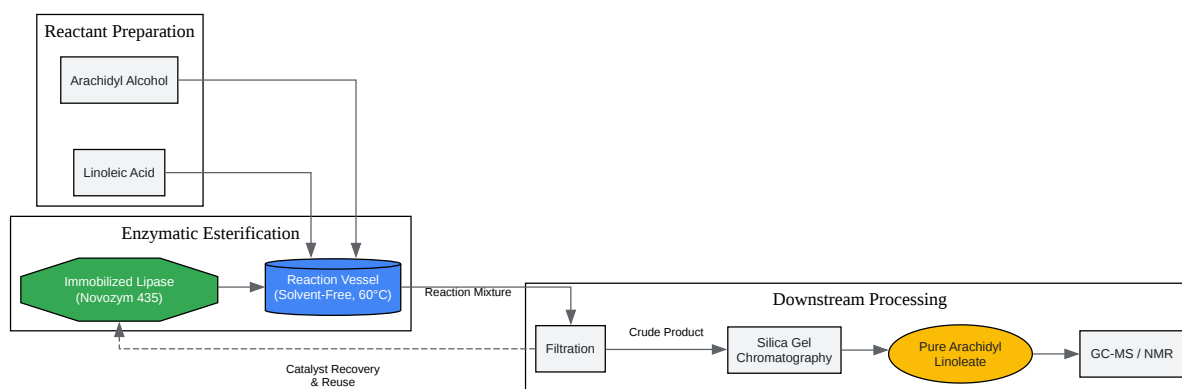 Reactant Preparation
Arachidyl Alcohol
Linoleic Acid
Enzymatic Esterification
Immobilized Lipase
(Novozym 435)
Reaction Vessel
(Solvent-Free, 60°C)
Reaction Mixture
Downstream Processing
Filtration
Crude Product
Silica Gel
Chromatography
Pure Arachidyl
Linoleate
GC-MS / NMR
Catalyst Recovery
& Reuse